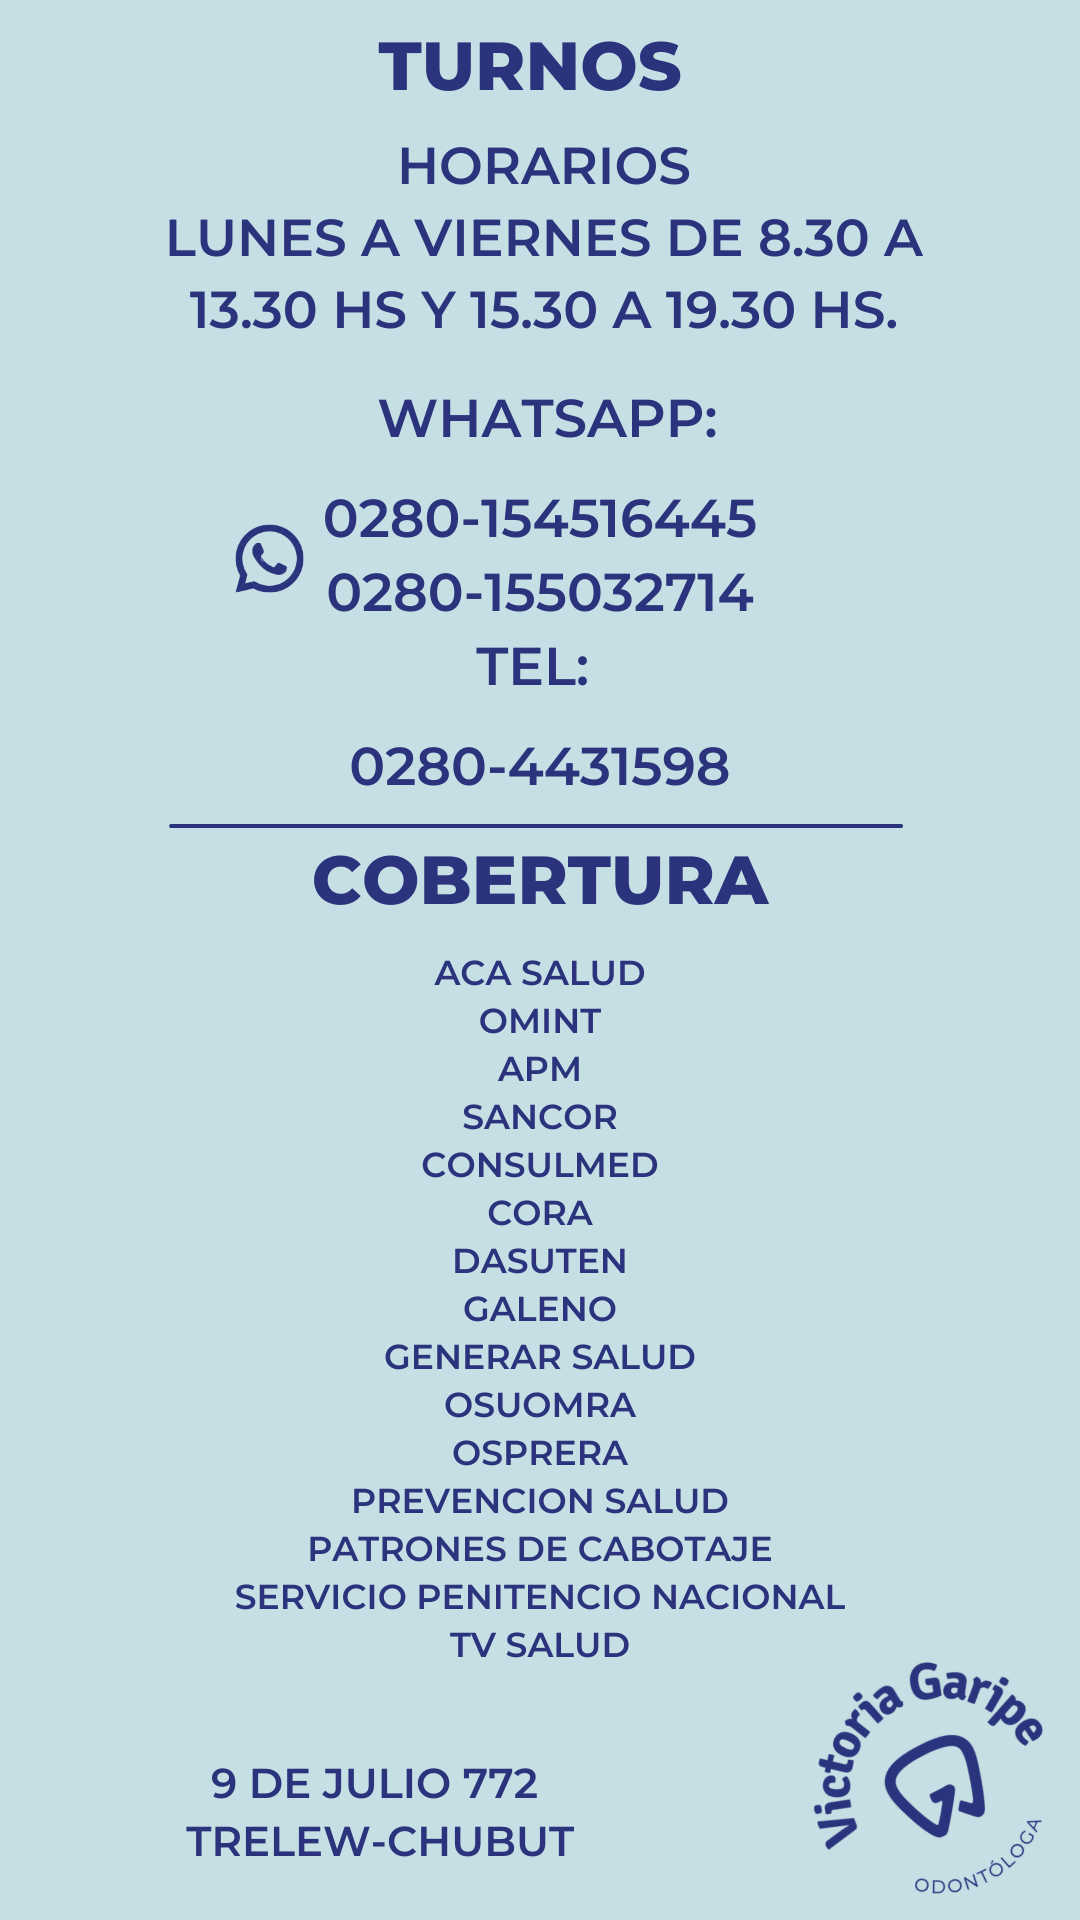 TURNOS
HORARIOS
LUNES A VIERNES DE 8.30 A
13.30 HS Y 15.30 A 19.30 HS.
WHATSAPP:
0280-154516445
0280-155032714
TEL:
0280-4431598
COBERTURA
ACA SALUD
OMINT
APM
SANCOR
CONSULMED
CORA
DASUTEN
GALENO
GENERAR SALUD
OSUOMRA
OSPRERA
PREVENCION SALUD
PATRONES DE CABOTAJE
SERVICIO PENITENCIO NACIONAL
TV SALUD
9 DE JULIO 772
TRELEW-CHUBUT
Victoria Garipe
ODONTÓLOGA